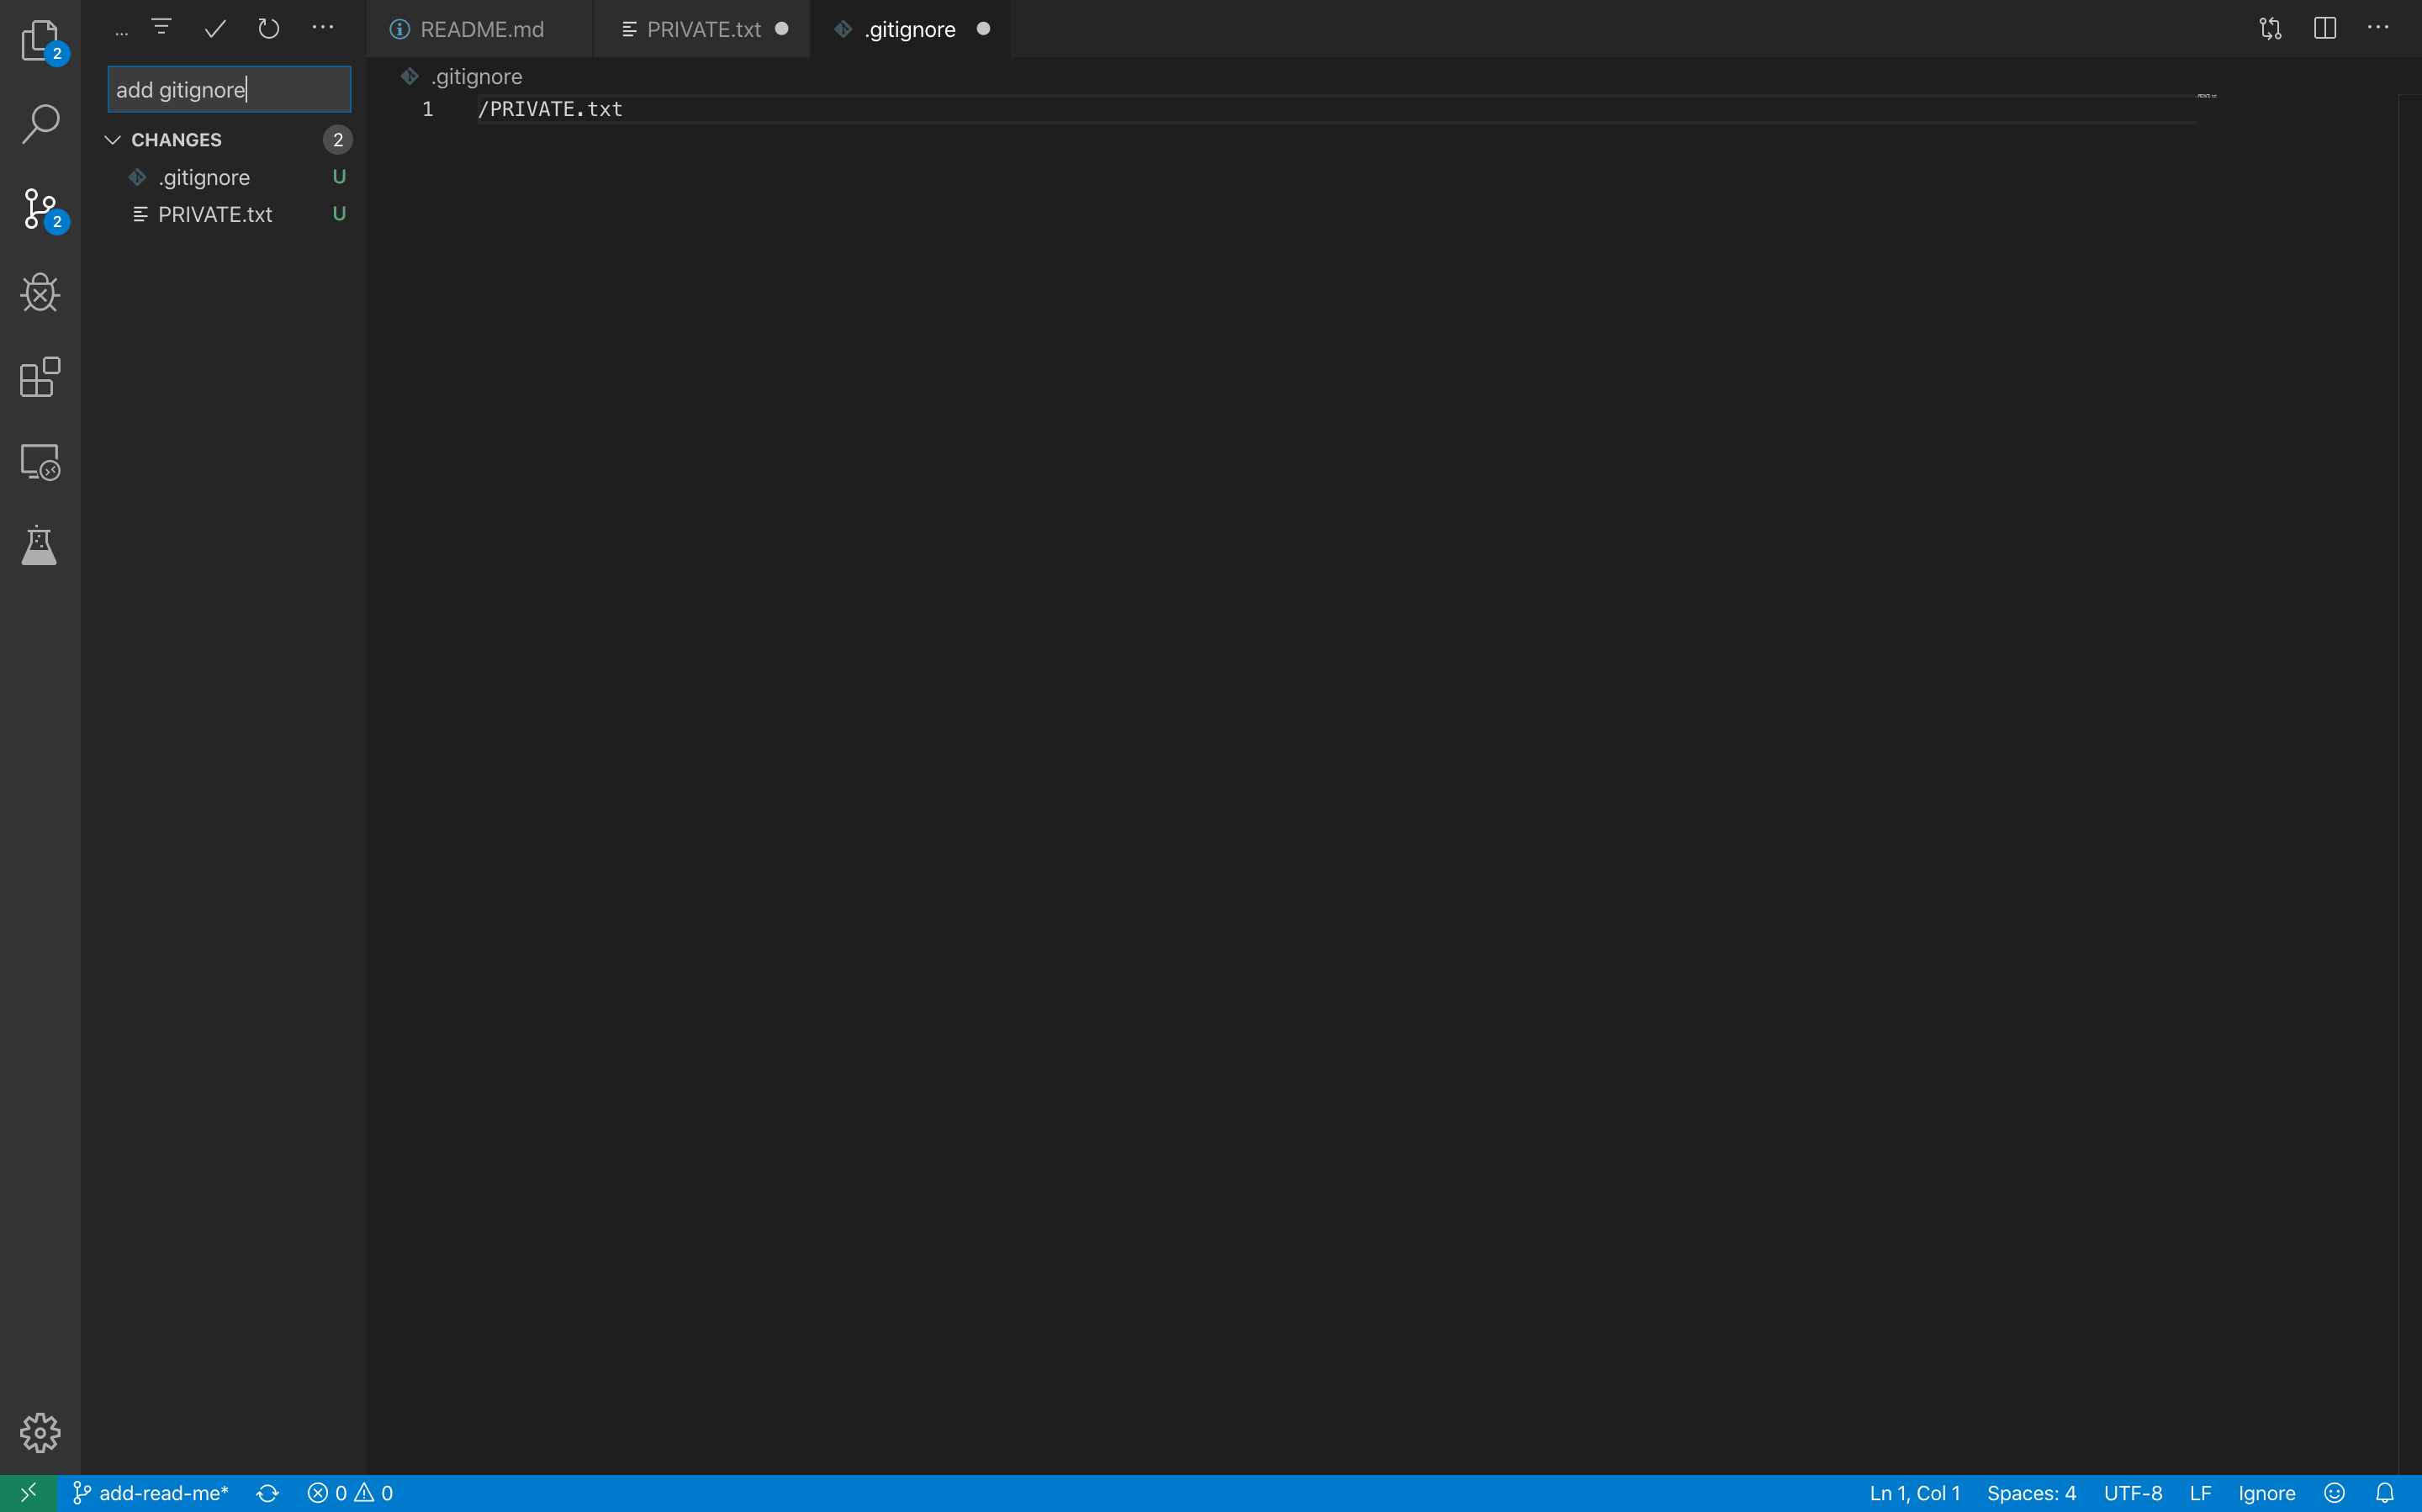 2
...
README.md
PRIVATE.txt
.gitignore
add gitignore
.gitignore
1 /PRIVATE.txt
CHANGES 2
.gitignore U
PRIVATE.txt U
2
add-read-me* 0 0
Ln 1, Col 1 Spaces: 4 UTF-8 LF Ignore